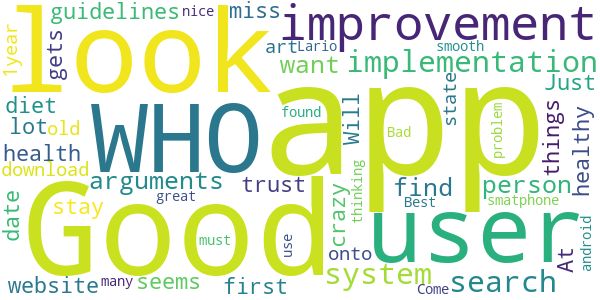 nice
miss
guidelines
1year
look
gets
art
Lario
smooth
improvement
want
implementation
Just
diet
state
WHO
app
found
Will
Bad
problem
things
healthy
lot
old
health
download
arguments
trust
crazy
thinking
find
person
Good
user
date
stay
great
Best
smatphone
At
must
use
onto
system
android
website
many
seems
first
Come
search